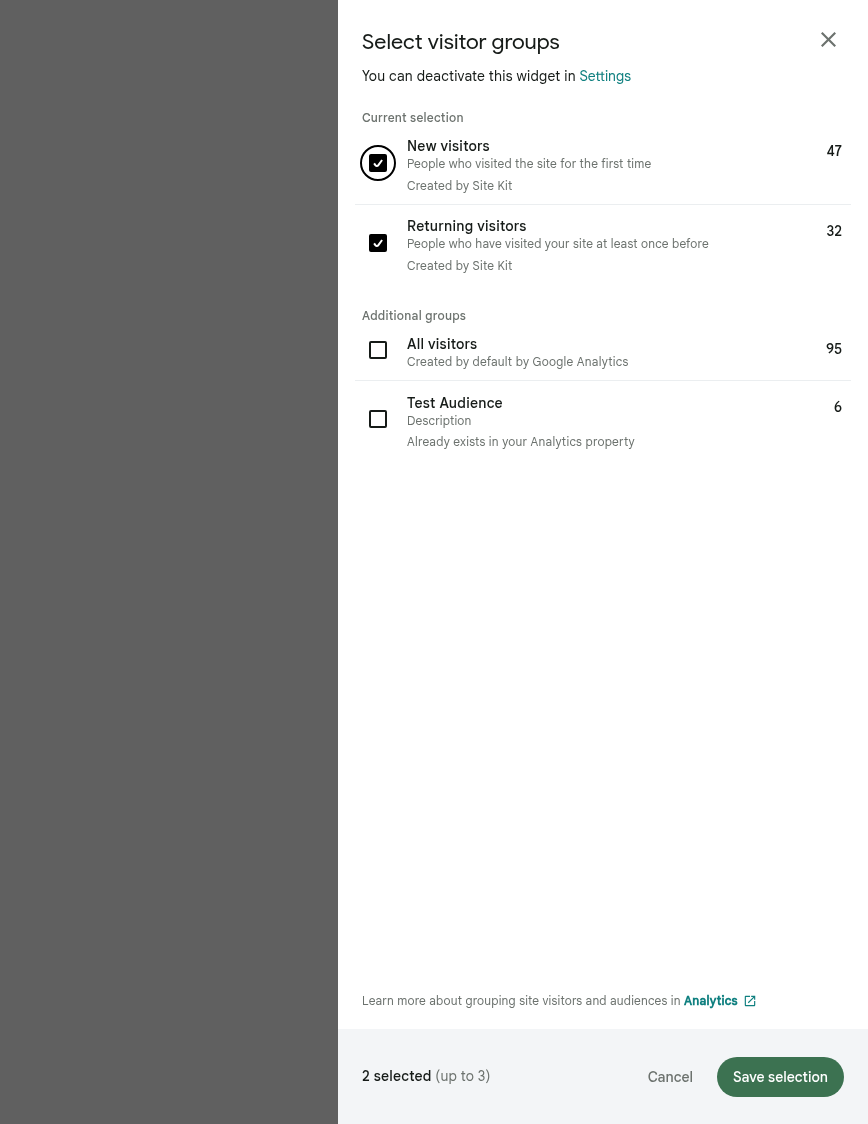 Select visitor groups
You can deactivate this widget in Settings
Current selection
New visitors
47
People who visited the site for the first time
Created by Site Kit
Returning visitors
32
People who have visited your site at least once before
Created by Site Kit
Additional groups
All visitors
95
Created by default by Google Analytics
Test Audience
6
Description
Already exists in your Analytics property
Learn more about grouping site visitors and audiences in Analytics
2 selected (up to 3)
Cancel
Save selection